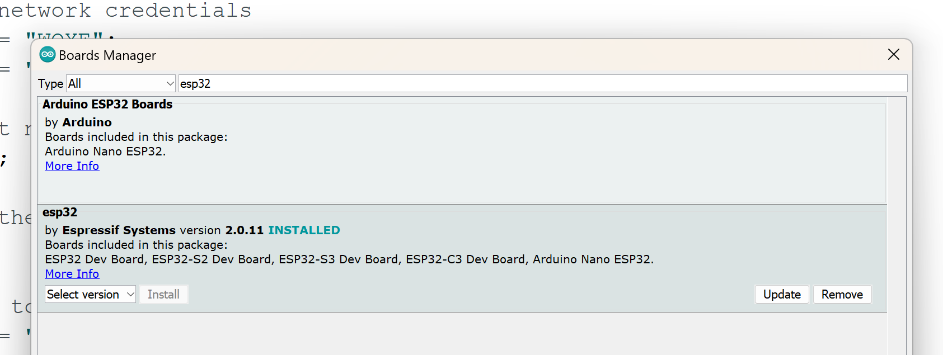 network credentials
= "WOYE";
= "
Boards Manager
Type All esp32
Arduino ESP32 Boards
by Arduino
Boards included in this package:
Arduino Nano ESP32.
More Info
t
;
esp32
the
by Espressif Systems version 2.0.11 INSTALLED
Boards included in this package:
ESP32 Dev Board, ESP32-S2 Dev Board, ESP32-S3 Dev Board, ESP32-C3 Dev Board, Arduino Nano ESP32.
More Info
Select version Install Update Remove
to
= "